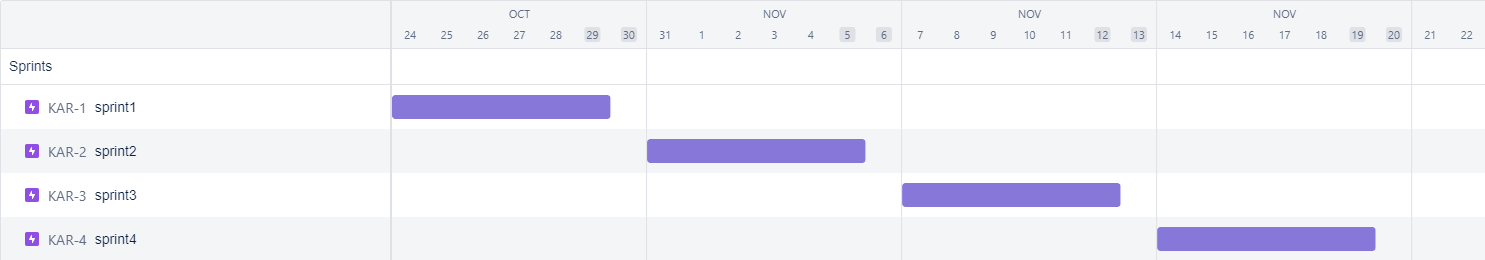 OCT NOV NOV NOV
24 25 26 27 28 29 30 31 1 2 3 4 5 6 7 8 9 10 11 12 13 14 15 16 17 18 19 20 21 22
Sprints
KAR-1 sprint1
KAR-2 sprint2
KAR-3 sprint3
KAR-4 sprint4